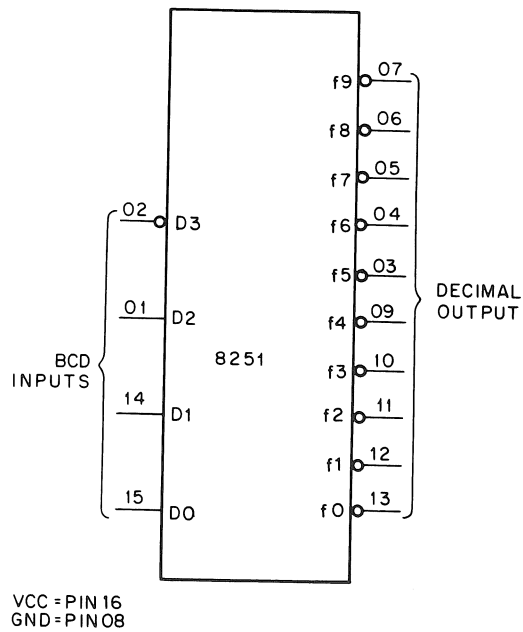 f9 07
f8 06
f7 05
02 D3 f6 04
f5 03
DECIMAL
OUTPUT
01 D2 f4 09
BCD
INPUTS
8251
f3 10
14 D1 f2 11
f1 12
15 D0 f0 13
VCC = PIN 16
GND = PIN 08